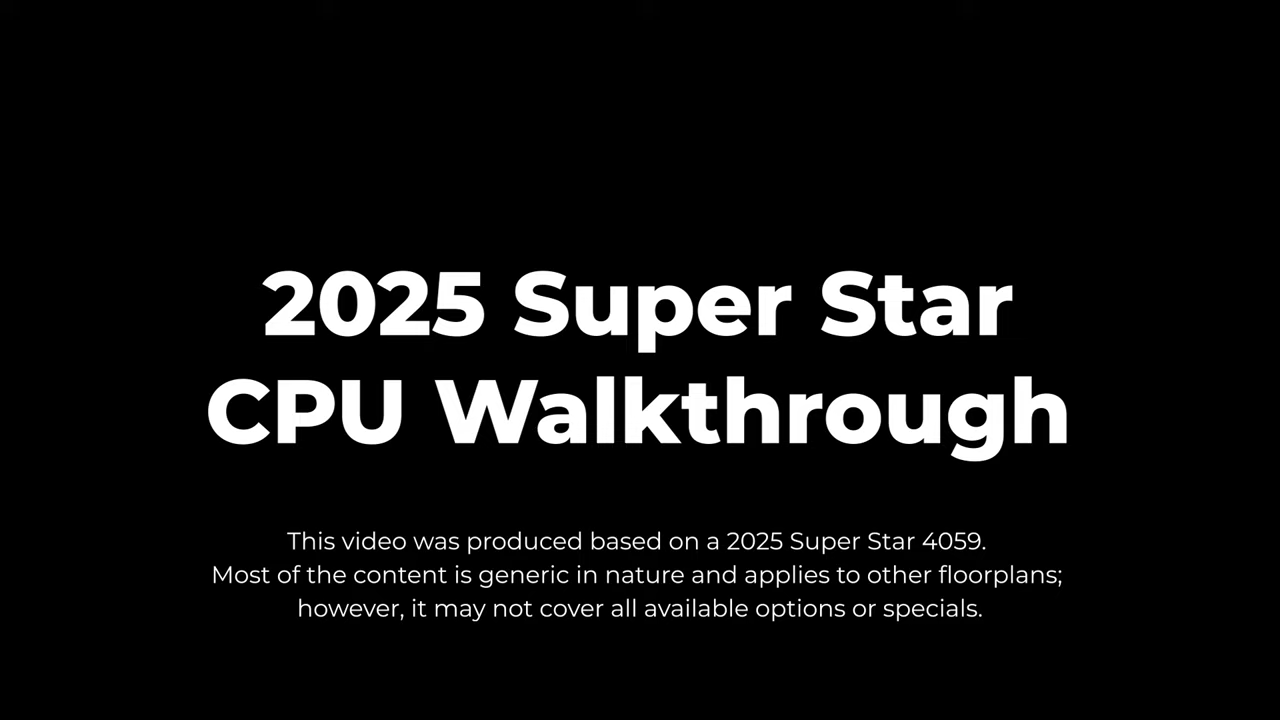 2025 Super Star
CPU Walkthrough
This video was produced based on a 2025 Super Star 4059.
Most of the content is generic in nature and applies to other floorplans;
however, it may not cover all available options or specials.